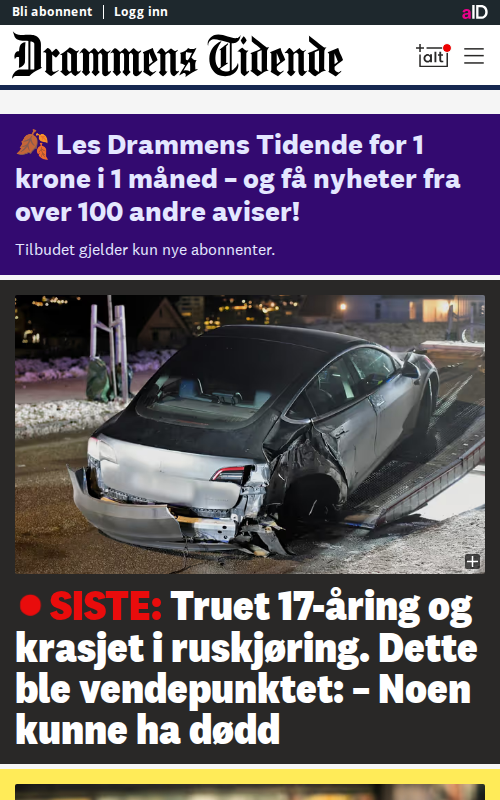 Bli abonnent | Logg inn
aID
Drammens Tidende
+alt
🍂 Les Drammens Tidende for 1
krone i 1 måned – og få nyheter fra
over 100 andre aviser!
Tilbudet gjelder kun nye abonnenter.
SISTE: Truet 17-åring og
krasjet i ruskjøring. Dette
ble vendepunktet: – Noen
kunne ha dødd